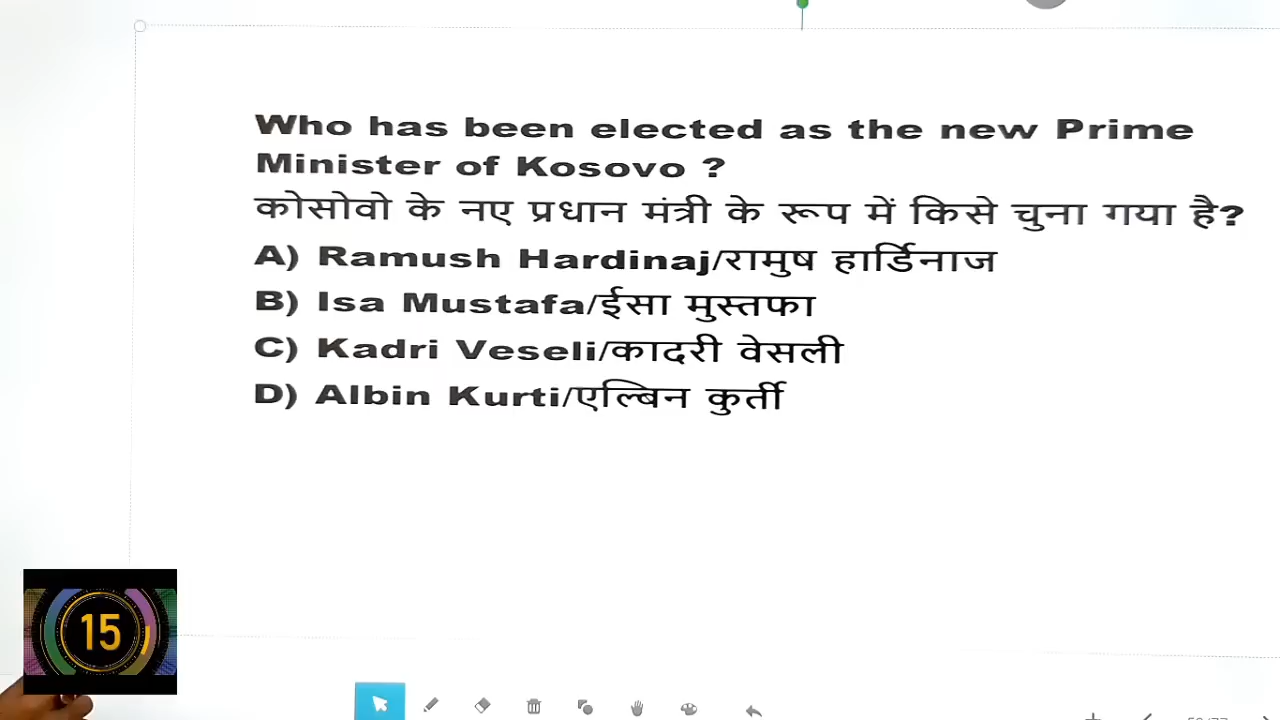 Who has been elected as the new Prime
Minister of Kosovo ?
कोसोवो के नए प्रधान मंत्री के रूप में किसे चुना गया है?
A) Ramush Hardinaj/रामुष हार्डिनाज
B) Isa Mustafa/ईसा मुस्तफा
C) Kadri Veseli/कादरी वेसली
D) Albin Kurti/एल्बिन कुर्ती
15